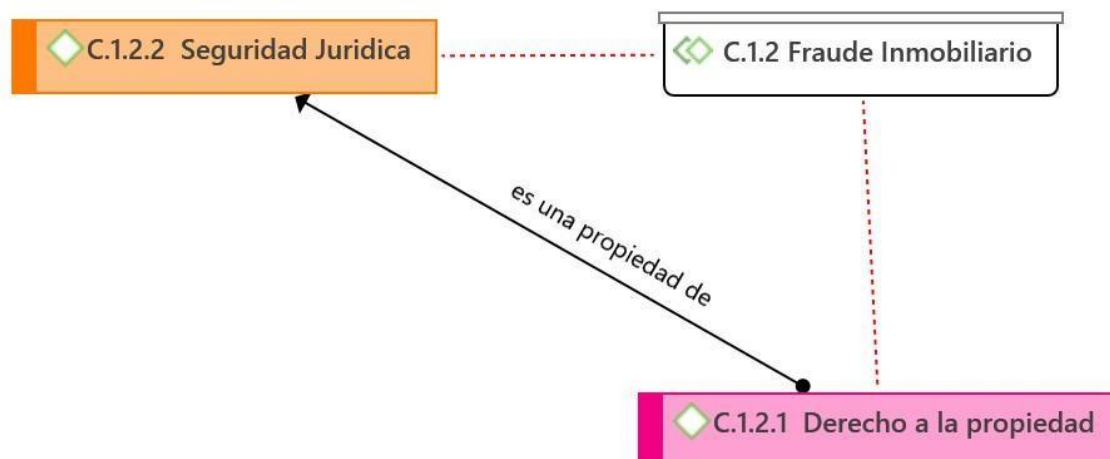 C.1.2.2 Seguridad Juridica
C.1.2 Fraude Inmobiliario
es una propiedad de
C.1.2.1 Derecho a la propiedad